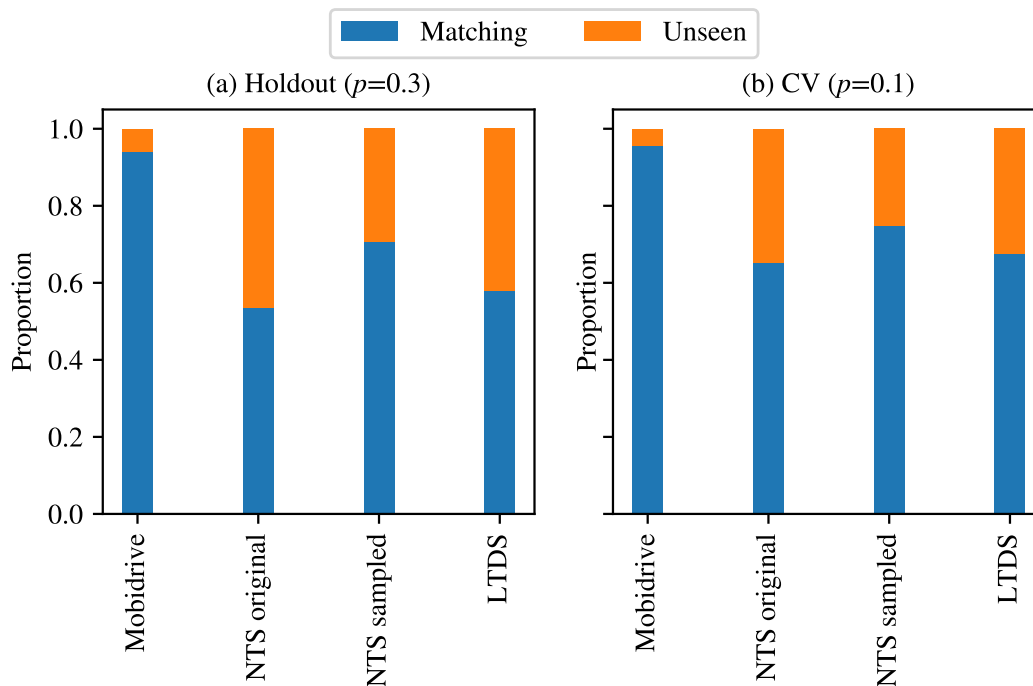 Matching Unseen
(a) Holdout (p=0.3)
(b) CV (p=0.1)
Proportion
1.0
0.8
0.6
0.4
0.2
0.0
Mobidrive
NTS original
NTS sampled
LTDS
Proportion
Mobidrive
NTS original
NTS sampled
LTDS